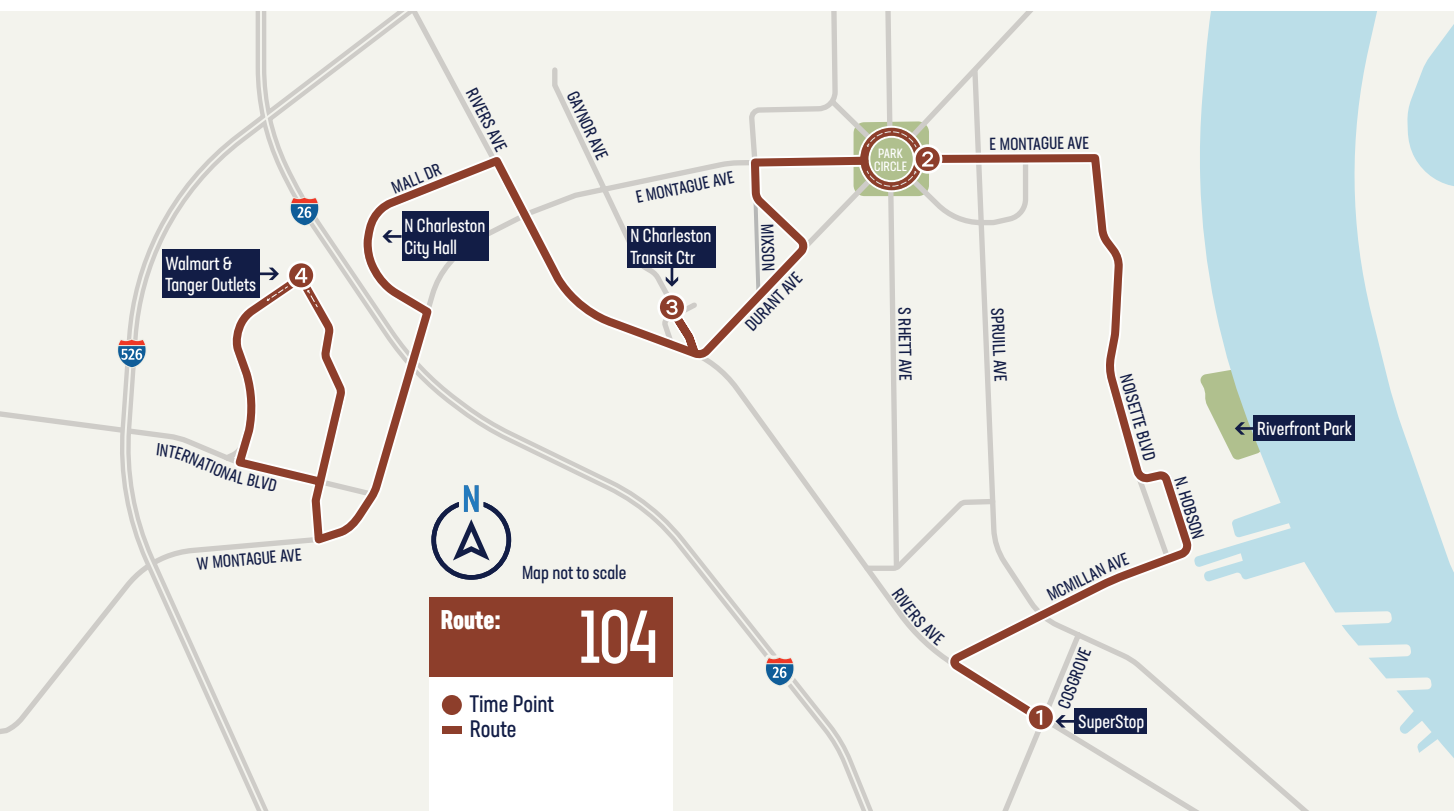 RIVERS AVE
GAYNOR AVE
MALL DR
E MONTAGUE AVE
PARK
CIRCLE
2
E MONTAGUE AVE
26
N Charleston
City Hall
N Charleston
Transit Ctr
MIXSON
Walmart &
Tanger Outlets
4
3
DURANT AVE
526
S RHETT AVE
SPRUILL AVE
NOISETTE BLVD
Riverfront Park
INTERNATIONAL BLVD
N. HOBSON
N
W MONTAGUE AVE
Map not to scale
MCMILLAN AVE
RIVERS AVE
Route:
104
26
COSGROVE
1
SuperStop
Time Point
Route